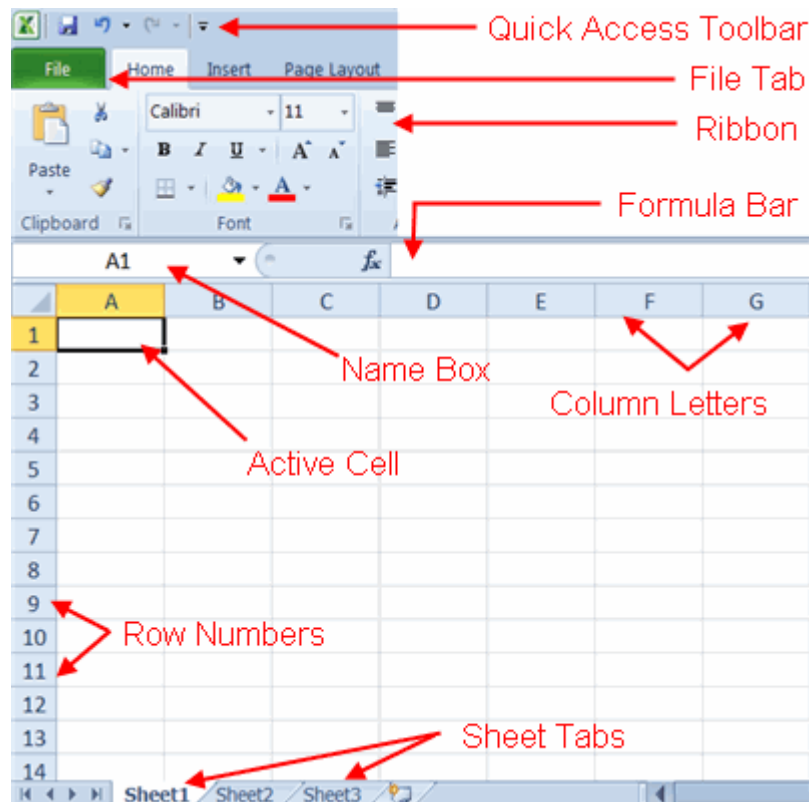 Quick Access Toolbar
File Home Insert Page Layout
File Tab
Calibri 11
Ribbon
B I U A A
Paste
A
Clipboard Font
Formula Bar
A1 fx
A B C D E F G
1
2
Name Box
3
Column Letters
4
5
Active Cell
6
7
8
9
10
Row Numbers
11
12
13
Sheet Tabs
14
Sheet1 Sheet2 Sheet3